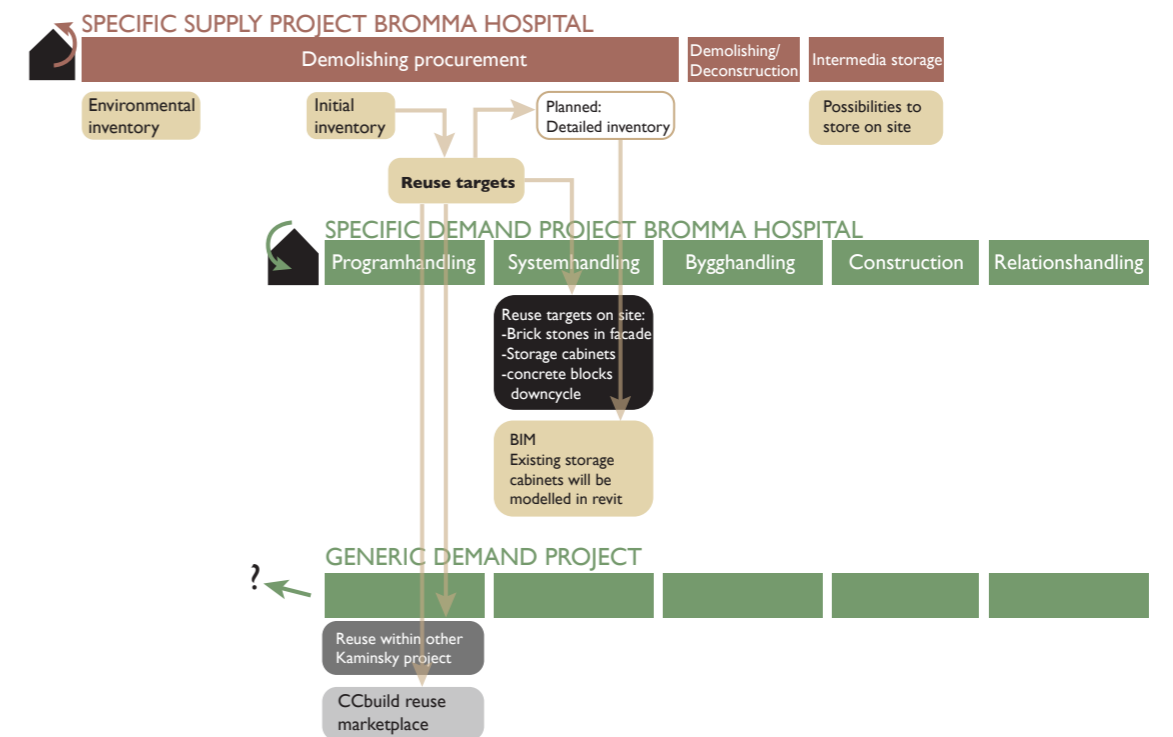 SPECIFIC SUPPLY PROJECT BROMMA HOSPITAL
Demolishing procurement
Demolishing/
Deconstruction
Intermedia storage
Environmental
inventory
Initial
inventory
Planned:
Detailed inventory
Possibilities to
store on site
Reuse targets
SPECIFIC DEMAND PROJECT BROMMA HOSPITAL
Programhandling
Systemhandling
Bygghandling
Construction
Relationshandling
Reuse targets on site:
-Brick stones in facade
-Storage cabinets
-concrete blocks
downcycle
BIM
Existing storage
cabinets will be
modelled in revit
GENERIC DEMAND PROJECT
?
Reuse within other
Kaminsky project
CCbuild reuse
marketplace